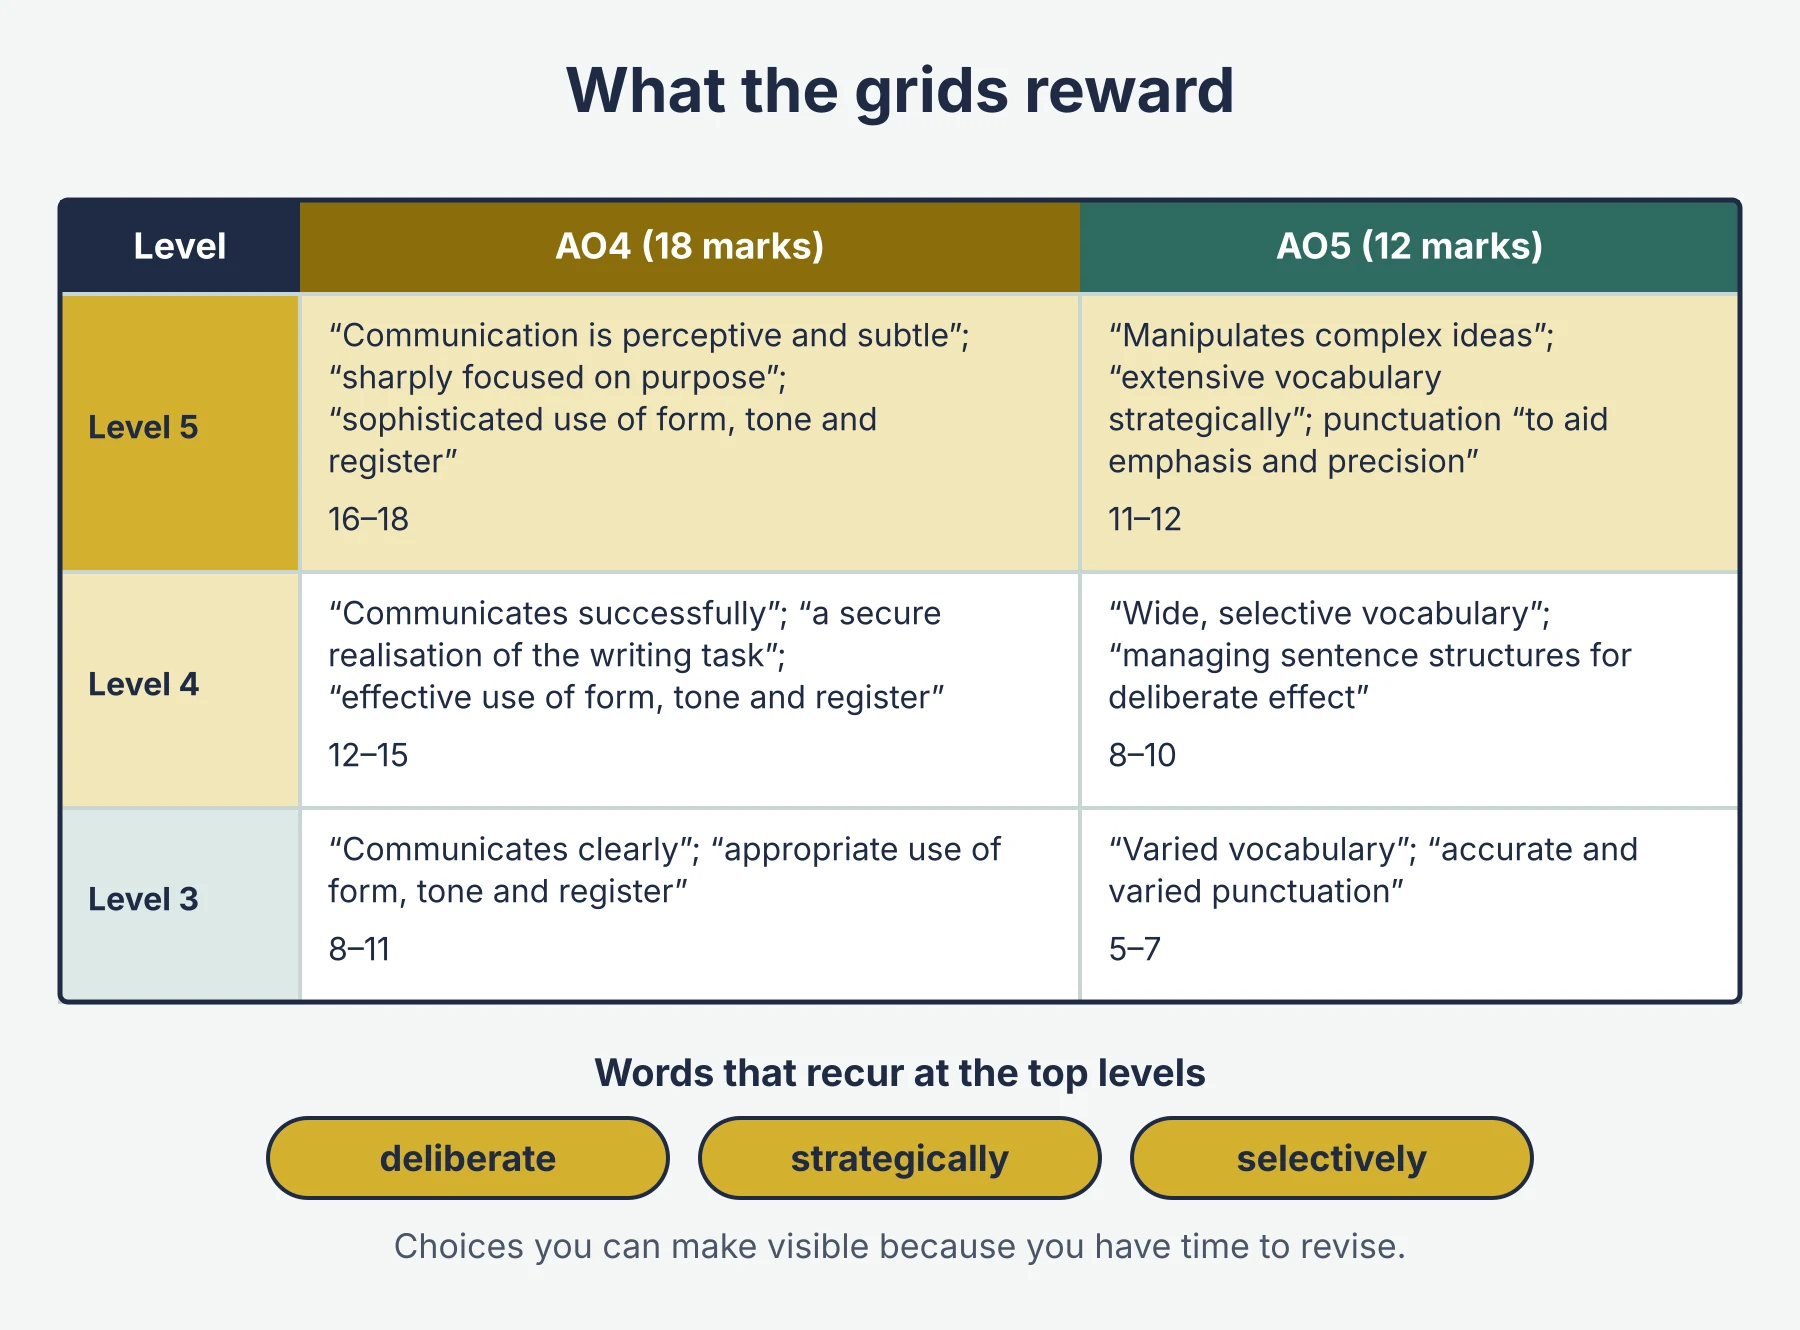 What the grids reward
Level
AO4 (18 marks)
AO5 (12 marks)
Level 5
“Communication is perceptive and subtle”;
“sharply focused on purpose”;
“sophisticated use of form, tone and
register”
16–18
“Manipulates complex ideas”;
“extensive vocabulary
strategically”; punctuation “to aid
emphasis and precision”
11–12
Level 4
“Communicates successfully”; “a secure
realisation of the writing task”;
“effective use of form, tone and register”
12–15
“Wide, selective vocabulary”;
“managing sentence structures for
deliberate effect”
8–10
Level 3
“Communicates clearly”; “appropriate use of
form, tone and register”
8–11
“Varied vocabulary”; “accurate and
varied punctuation”
5–7
Words that recur at the top levels
deliberate
strategically
selectively
Choices you can make visible because you have time to revise.